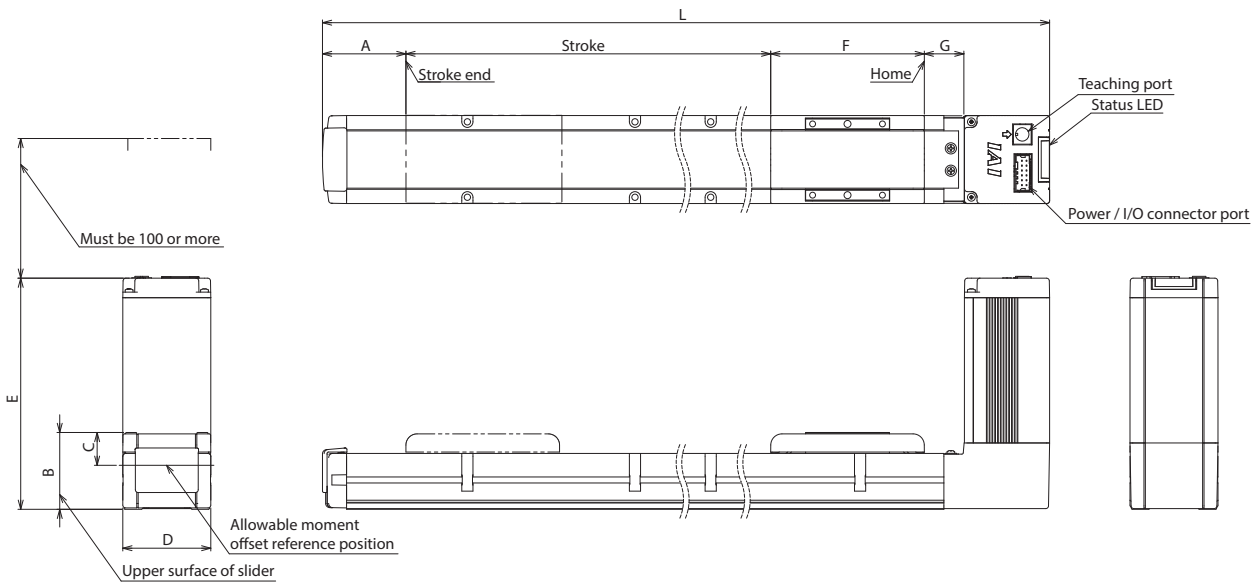 L
A
Stroke
F
G
Stroke end
Home
Teaching port
Status LED
IAI
Power / I/O connector port
Must be 100 or more
E
B
C
D
Allowable moment
offset reference position
Upper surface of slider